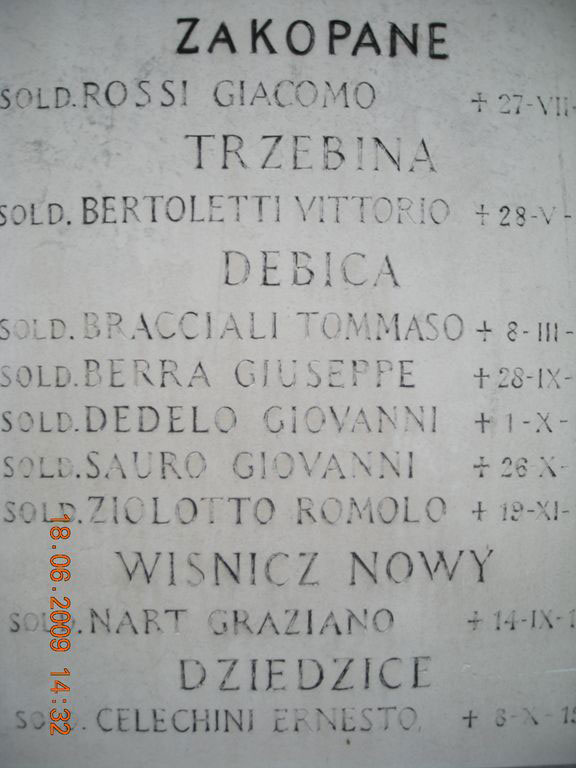 ZAKOPANE
SOLD. ROSSI GIACOMO + 27-VII-
TRZEBINA
SOLD. BERTOLETTI VITTORIO + 28-V-
DEBICA
SOLD. BRACCIALI TOMMASO + 8-III-
SOLD. BERRA GIUSEPPE + 28-IX-
SOLD. DEDELO GIOVANNI + 1-X-
SOLD. SAURO GIOVANNI + 26-X-
SOLD. ZIOLOTTO ROMOLO + 19-XI-
WISNICZ NOWY
SOLD. NART GRAZIANO + 14-IX-1
DZIEDZICE
SOLD. CELECHINI ERNESTO + 8-X-19
18.06.2009 14:32